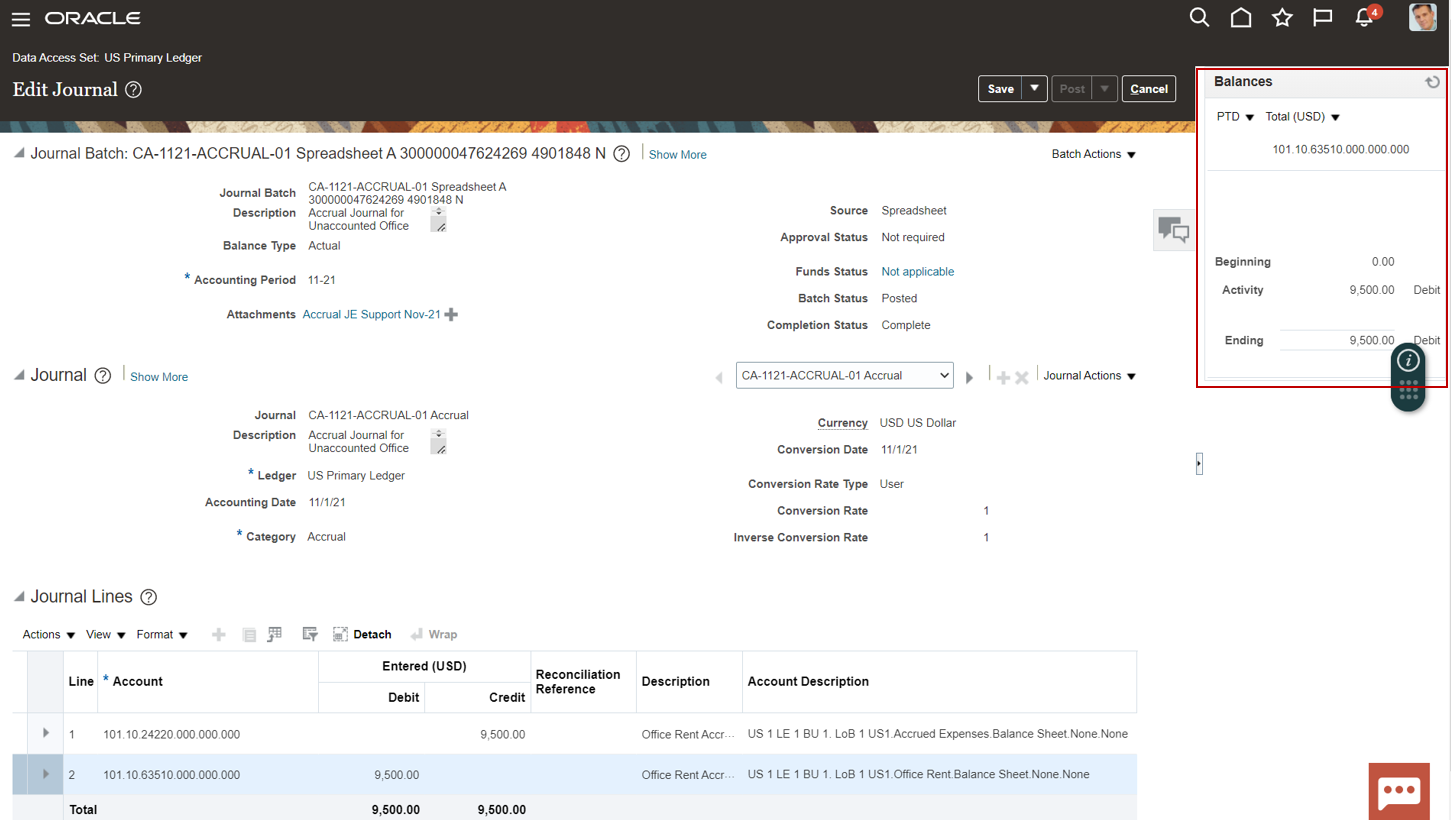 ORACLE
4
Data Access Set: US Primary Ledger
Edit Journal ?
Save Post Cancel
Journal Batch: CA-1121-ACCRUAL-01 Spreadsheet A 300000047624269 4901848 N ? Show More
Batch Actions
Journal Batch CA-1121-ACCRUAL-01 Spreadsheet A
300000047624269 4901848 N
Description Accrual Journal for
Unaccounted Office
Balance Type Actual
* Accounting Period 11-21
Attachments Accrual JE Support Nov-21
Source Spreadsheet
Approval Status Not required
Funds Status Not applicable
Batch Status Posted
Completion Status Complete
Balances
PTD Total (USD)
101.10.63510.000.000.000
Beginning 0.00
Activity 9,500.00 Debit
Ending 9,500.00 Debit
i
Journal ? Show More
CA-1121-ACCRUAL-01 Accrual
Journal Actions
Journal CA-1121-ACCRUAL-01 Accrual
Description Accrual Journal for
Unaccounted Office
* Ledger US Primary Ledger
Accounting Date 11/1/21
* Category Accrual
Currency USD US Dollar
Conversion Date 11/1/21
Conversion Rate Type User
Conversion Rate 1
Inverse Conversion Rate 1
Journal Lines ?
Actions View Format Detach Wrap
Line * Account Entered (USD) Reconciliation Reference Description Account Description
Debit Credit
1 101.10.24220.000.000.000 9,500.00 Office Rent Accr... US 1 LE 1 BU 1. LoB 1 US1.Accrued Expenses.Balance Sheet.None.None
2 101.10.63510.000.000.000 9,500.00 Office Rent Accr... US 1 LE 1 BU 1. LoB 1 US1.Office Rent.Balance Sheet.None.None
Total 9,500.00 9,500.00